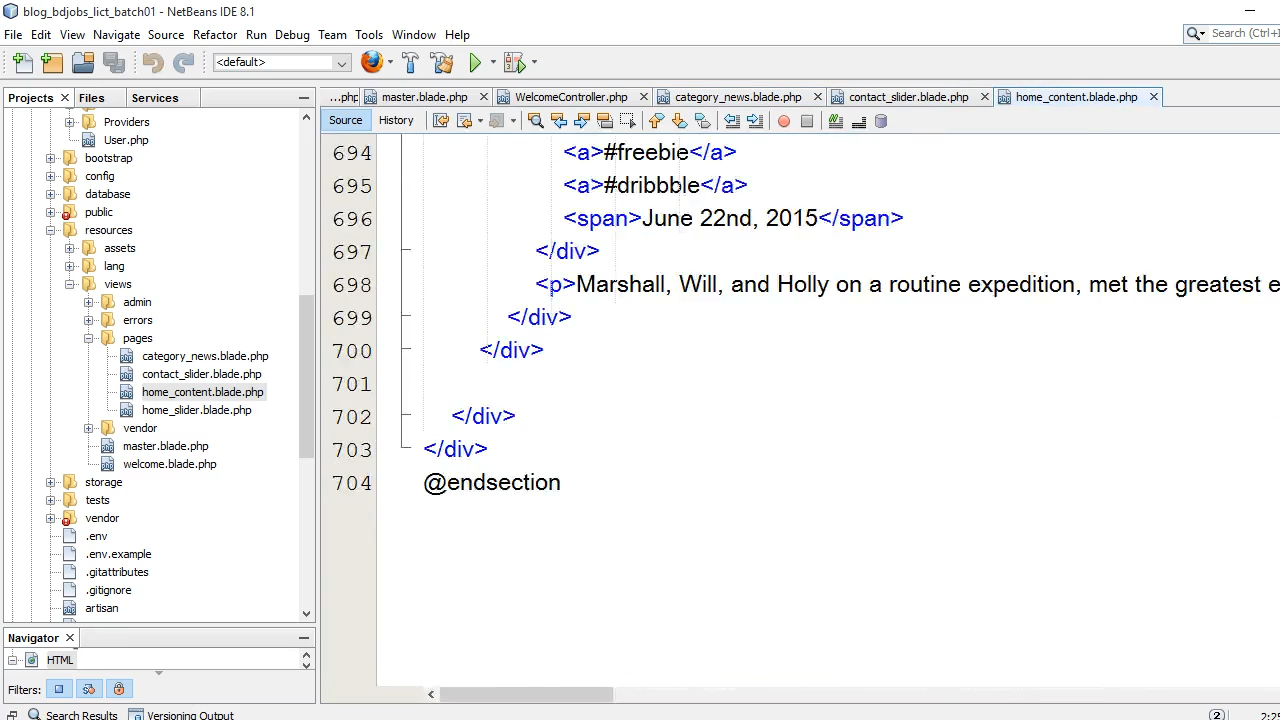 blog_bdjobs_lict_batch01 - NetBeans IDE 8.1
File Edit View Navigate Source Refactor Run Debug Team Tools Window Help
Search (Ctrl+I
<default>
Projects Files Services
...php master.blade.php WelcomeController.php category_news.blade.php contact_slider.blade.php home_content.blade.php
Source History
Providers
User.php
bootstrap
config
database
public
resources
assets
lang
views
admin
errors
pages
category_news.blade.php
contact_slider.blade.php
home_content.blade.php
home_slider.blade.php
vendor
master.blade.php
welcome.blade.php
storage
tests
vendor
.env
.env.example
.gitattributes
.gitignore
artisan
694 <a>#freebie</a>
695 <a>#dribbble</a>
696 <span>June 22nd, 2015</span>
697 </div>
698 <p>Marshall, Will, and Holly on a routine expedition, met the greatest e
699 </div>
700 </div>
701
702 </div>
703 </div>
704 @endsection
Navigator
HTML
Filters:
Search Results Versioning Output
2